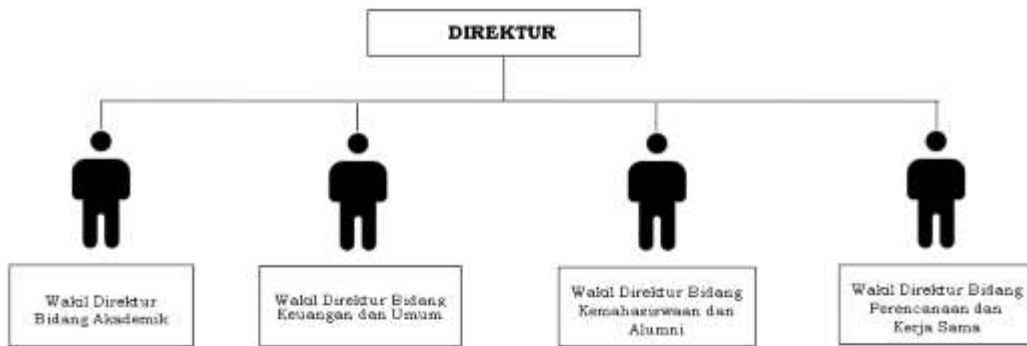 DIREKTUR
Wakil Direktur
Bidang Akademik
Wakil Direktur Bidang
Keuangan dan Umum
Wakil Direktur Bidang
Kemahasiswaan dan
Alumni
Wakil Direktur Bidang
Perencanaan dan
Kerja Sama